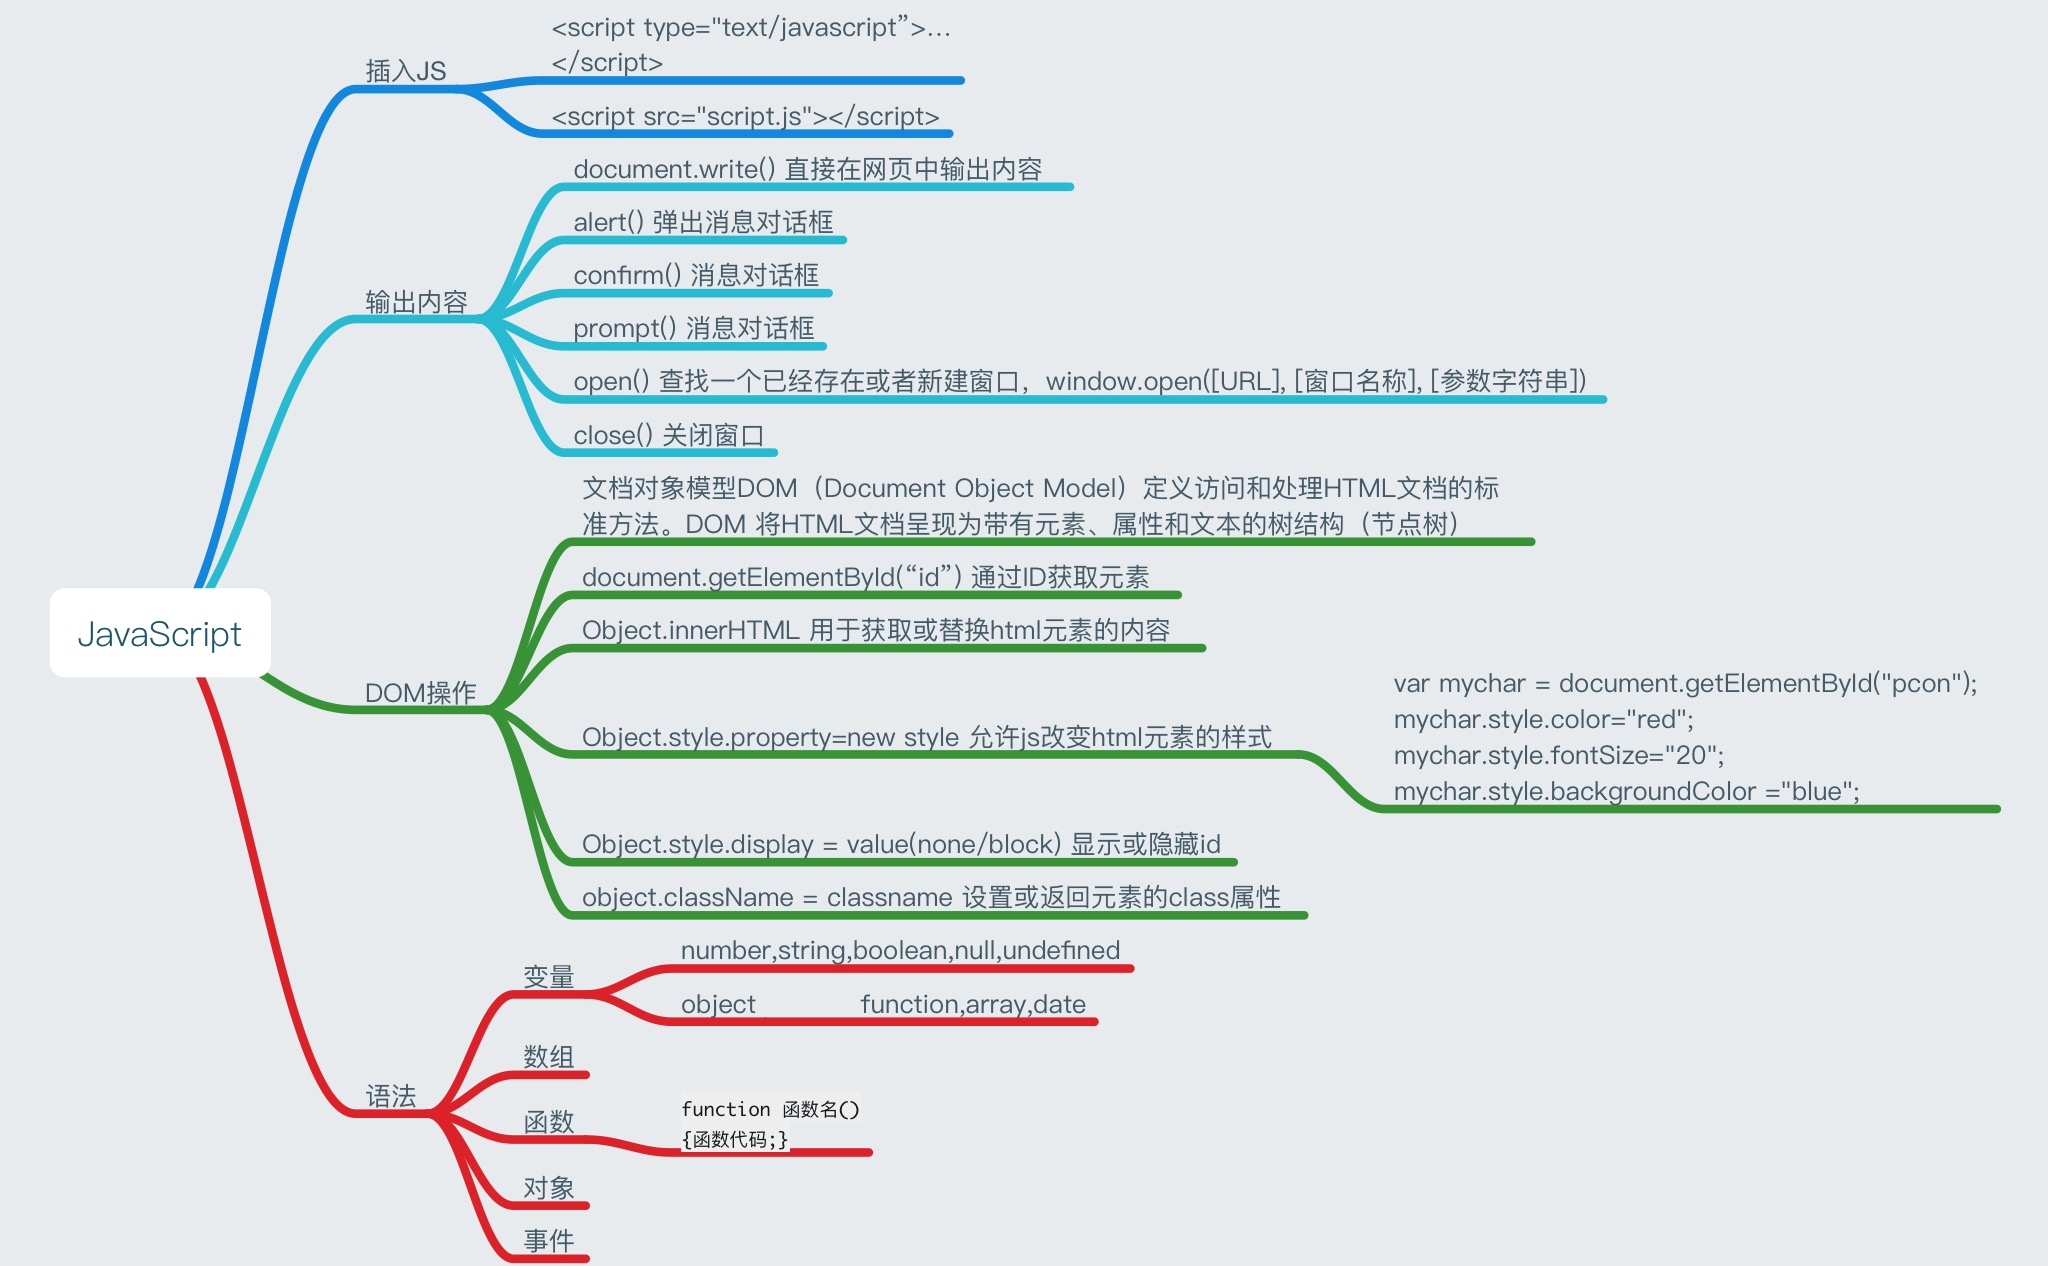 JavaScript
插入JS
<script type="text/javascript”>...
</script>
<script src="script.js"></script>
输出内容
document.write() 直接在网页中输出内容
alert() 弹出消息对话框
confirm() 消息对话框
prompt() 消息对话框
open() 查找一个已经存在或者新建窗口，window.open([URL], [窗口名称], [参数字符串])
close() 关闭窗口
DOM操作
文档对象模型DOM（Document Object Model）定义访问和处理HTML文档的标
准方法。DOM 将HTML文档呈现为带有元素、属性和文本的树结构（节点树）
document.getElementById(“id”) 通过ID获取元素
Object.innerHTML 用于获取或替换html元素的内容
Object.style.property=new style 允许js改变html元素的样式
var mychar = document.getElementById("pcon");
mychar.style.color="red";
mychar.style.fontSize="20";
mychar.style.backgroundColor ="blue";
Object.style.display = value(none/block) 显示或隐藏id
object.className = classname 设置或返回元素的class属性
语法
变量
number,string,boolean,null,undefined
object function,array,date
数组
函数
function 函数名()
{函数代码;}
对象
事件